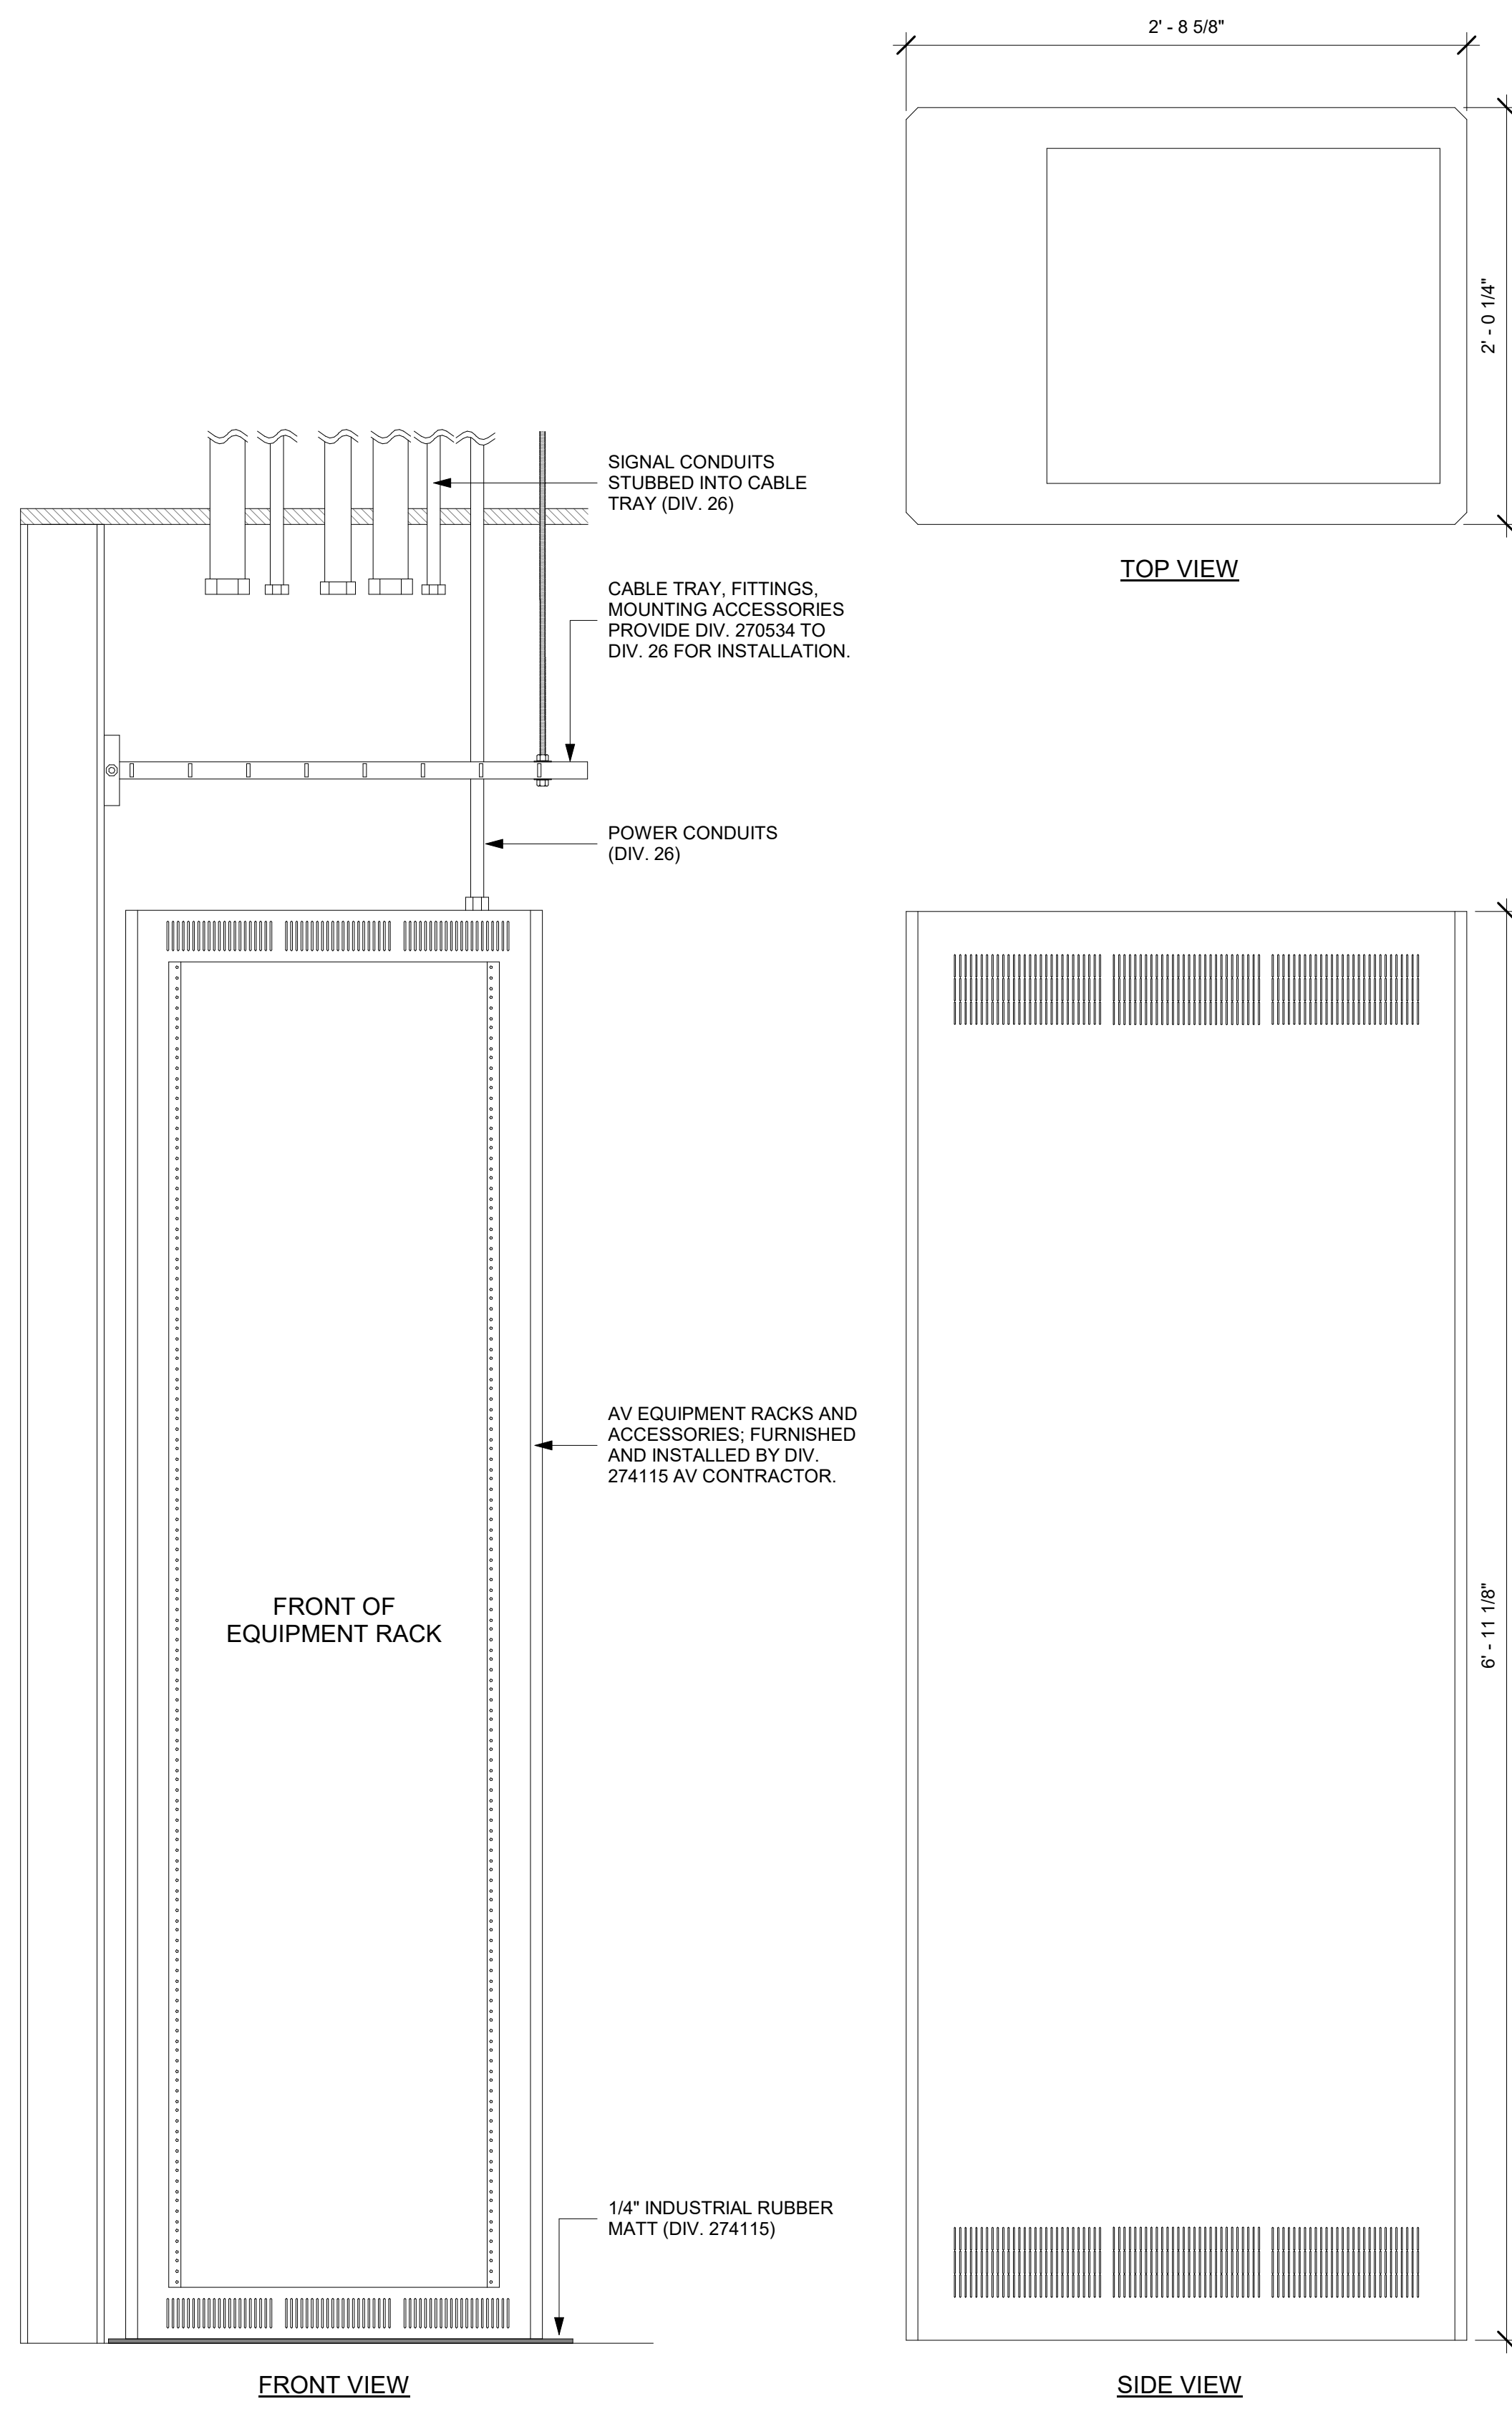 2' - 8 5/8"
2' - 0 1/4"
TOP VIEW
SIGNAL CONDUITS
STUBBED INTO CABLE
TRAY (DIV. 26)
CABLE TRAY, FITTINGS,
MOUNTING ACCESSORIES
PROVIDE DIV. 270534 TO
DIV. 26 FOR INSTALLATION.
POWER CONDUITS
(DIV. 26)
AV EQUIPMENT RACKS AND
ACCESSORIES; FURNISHED
AND INSTALLED BY DIV.
274115 AV CONTRACTOR.
FRONT OF
EQUIPMENT RACK
6' - 11 1/8"
1/4" INDUSTRIAL RUBBER
MATT (DIV. 274115)
FRONT VIEW
SIDE VIEW